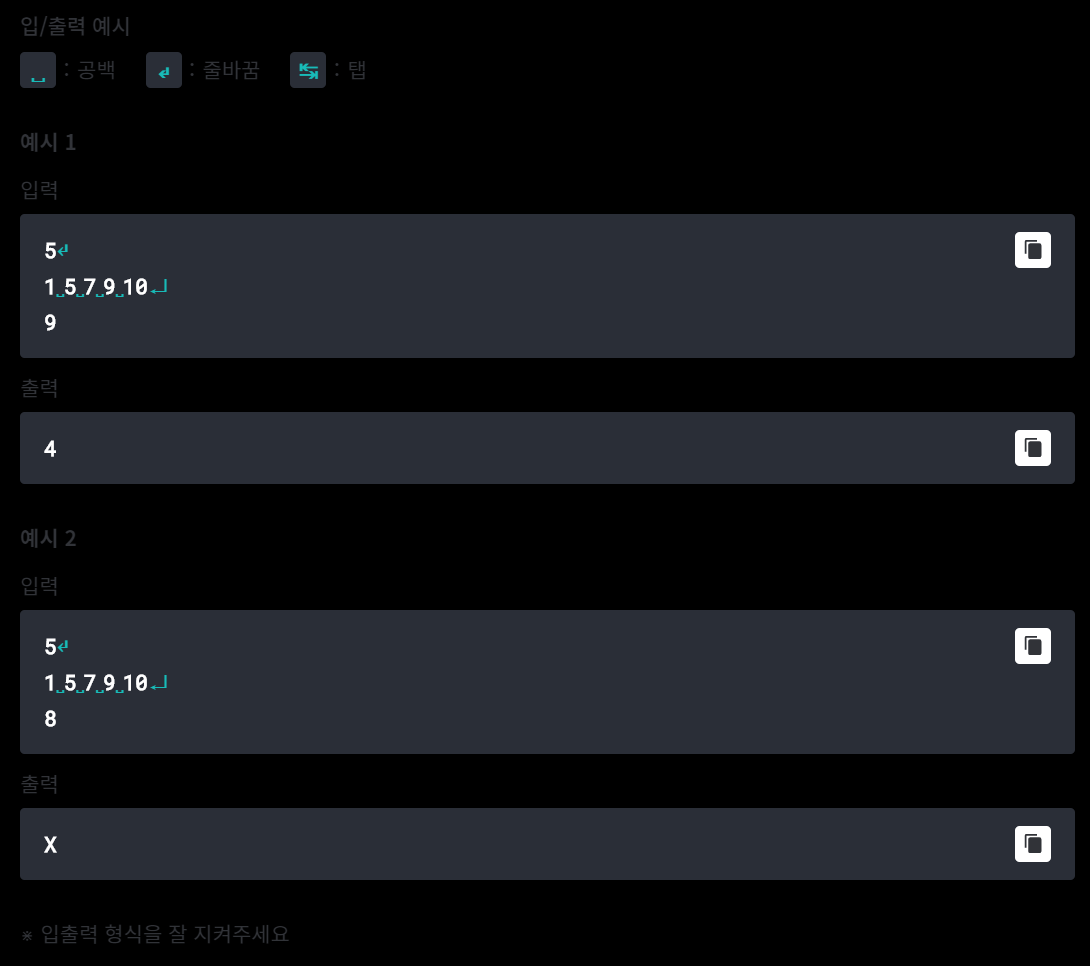 입/출력 예시
␣ : 공백 ↵ : 줄바꿈 ↹ : 탭
예시 1
입력
5↵
1␣5␣7␣9␣10↵
9
출력
4
예시 2
입력
5↵
1␣5␣7␣9␣10↵
8
출력
X
※ 입출력 형식을 잘 지켜주세요